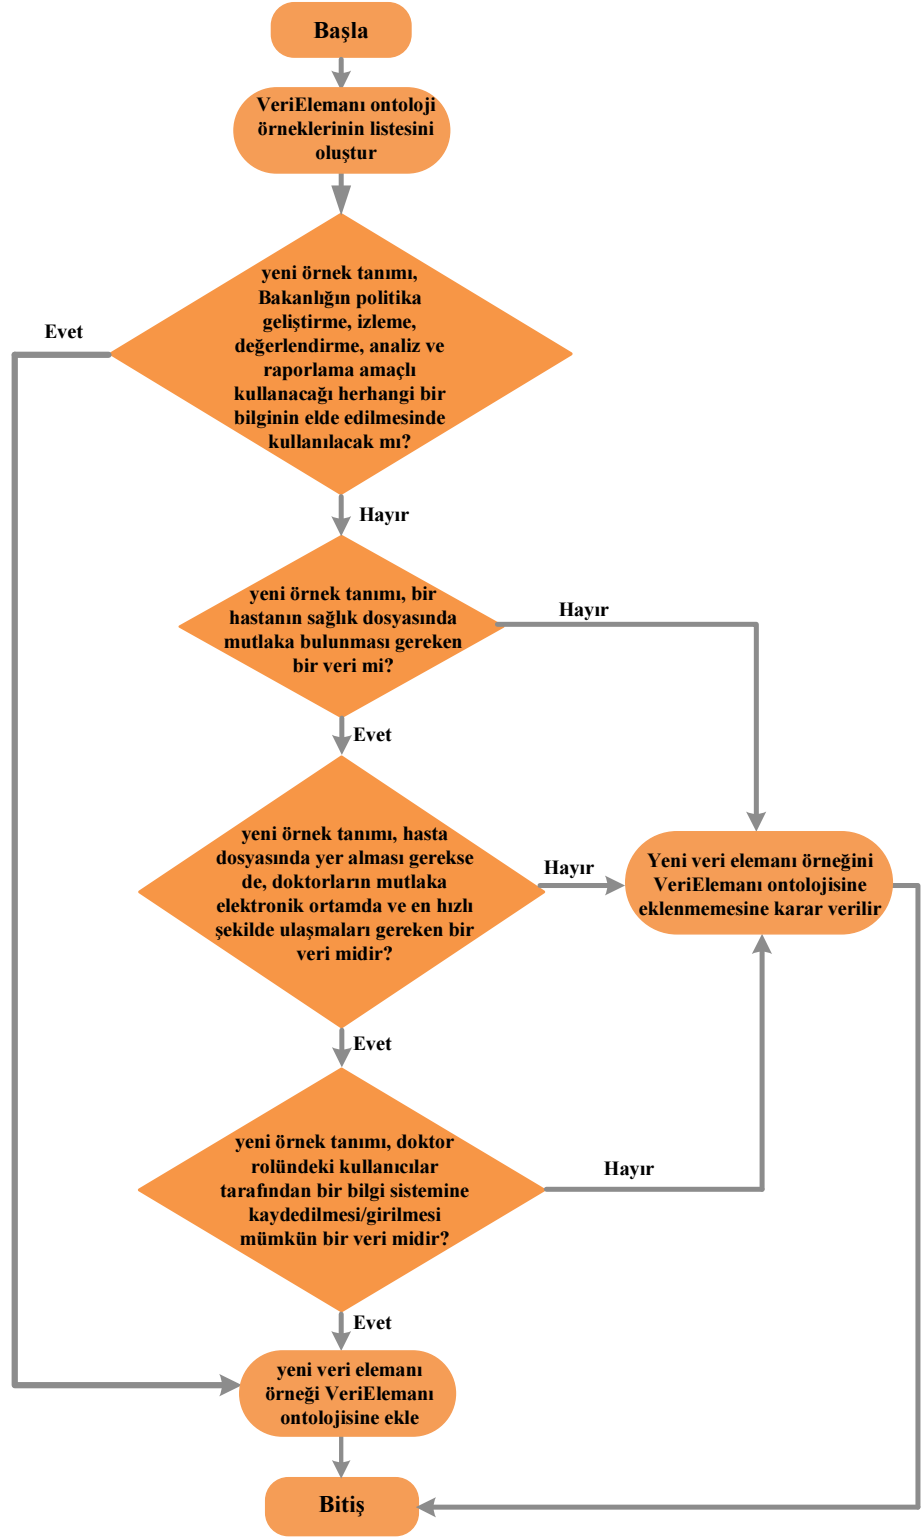 Başla
VeriElemanı ontoloji
örneklerinin listesini
oluştur
yeni örnek tanımı,
Bakanlığın politika
geliştirme, izleme,
değerlendirme, analiz ve
raporlama amaçlı
kullanacağı herhangi bir
bilginin elde edilmesinde
kullanılacak mı?
Evet
Hayır
yeni örnek tanımı, bir
hastanın sağlık dosyasında
mutlaka bulunması gereken
bir veri mi?
Hayır
Evet
yeni örnek tanımı, hasta
dosyasında yer alması gerekse
de, doktorların mutlaka
elektronik ortamda ve en hızlı
şekilde ulaşmaları gereken bir
veri midir?
Hayır
Yeni veri elemanı örneğini
VeriElemanı ontolojisine
eklenmemesine karar verilir
Evet
yeni örnek tanımı, doktor
rolündeki kullanıcılar
tarafından bir bilgi sistemine
kaydedilmesi/girilmesi
mümkün bir veri midir?
Hayır
Evet
yeni veri elemanı
örneği VeriElemanı
ontolojisine ekle
Bitiş